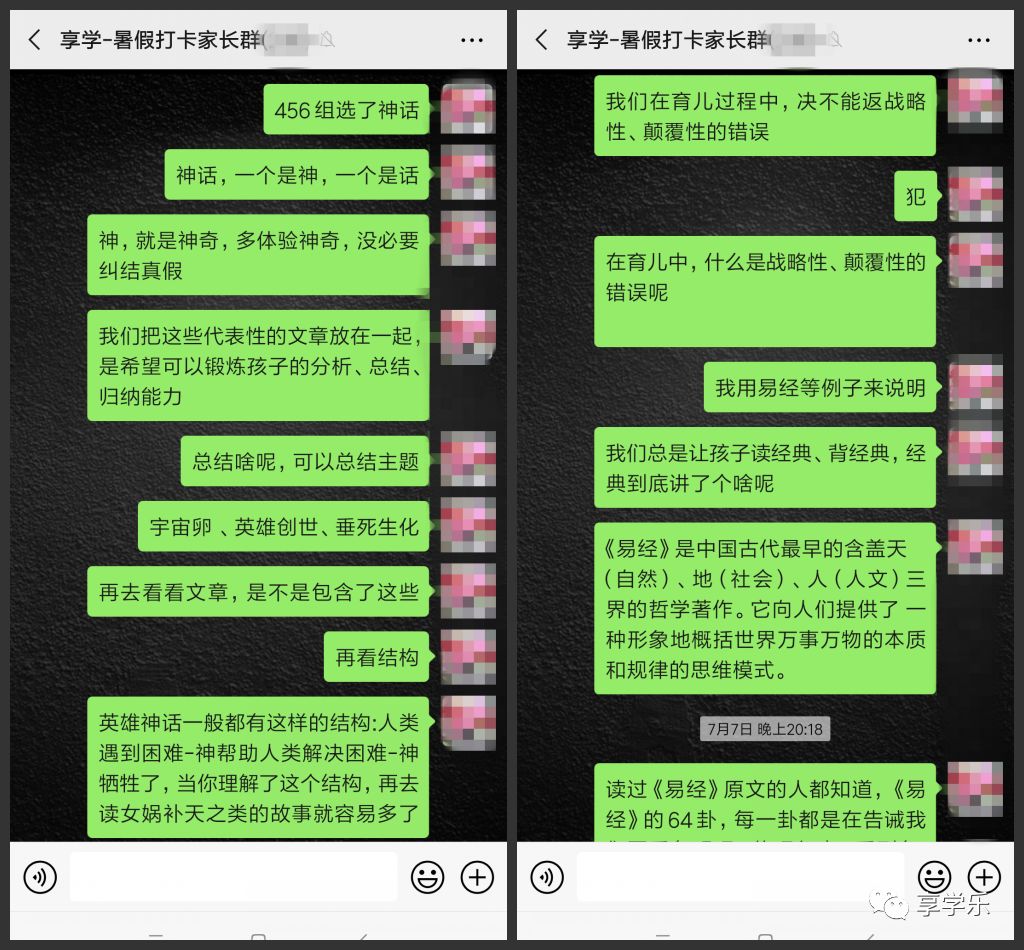 享学-暑假打卡家长群(
456组选了神话
神话，一个是神，一个是话
神，就是神奇，多体验神奇，没必要
纠结真假
我们把这些代表性的文章放在一起，
是希望可以锻炼孩子的分析、总结、
归纳能力
总结啥呢，可以总结主题
宇宙卵 、英雄创世、垂死生化
再去看看文章，是不是包含了这些
再看结构
英雄神话一般都有这样的结构:人类
遇到困难-神帮助人类解决困难-神
牺牲了，当你理解了这个结构，再去
读女娲补天之类的故事就容易多了
享学-暑假打卡家长群(
我们在育儿过程中，决不能返战略
性、颠覆性的错误
犯
在育儿中，什么是战略性、颠覆性的
错误呢
我用易经等例子来说明
我们总是让孩子读经典、背经典，经
典到底讲了个啥呢
《易经》是中国古代最早的含盖天
（自然）、地（社会）、人（人文）三
界的哲学著作。它向人们提供了 一
种形象地概括世界万事万物的本质
和规律的思维模式。
7月7日 晚上20:18
读过《易经》原文的人都知道，《易
经》的64卦，每一卦都是在告诫我
享学乐